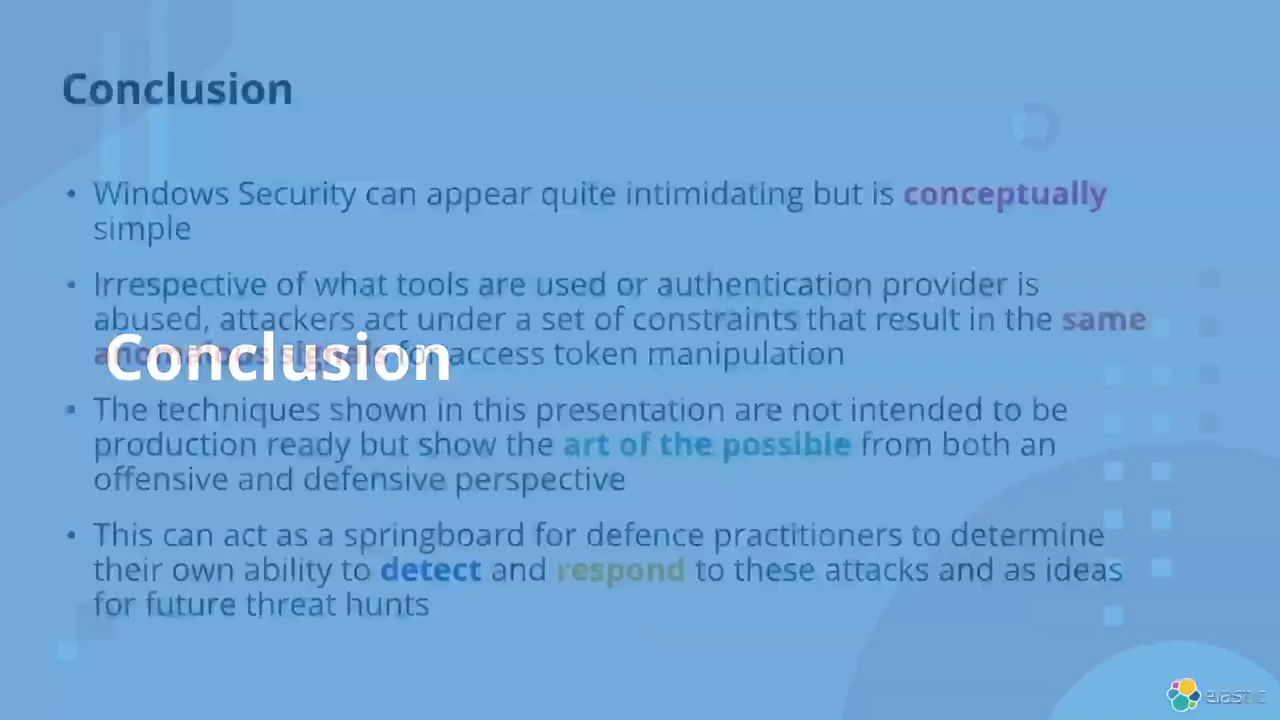 Conclusion
• Windows Security can appear quite intimidating but is conceptually
simple
• Irrespective of what tools are used or authentication provider is
abused, attackers act under a set of constraints that result in the same
anomalous signals for access token manipulation
Conclusion
• The techniques shown in this presentation are not intended to be
production ready but show the art of the possible from both an
offensive and defensive perspective
• This can act as a springboard for defence practitioners to determine
their own ability to detect and respond to these attacks and as ideas
for future threat hunts
elastic